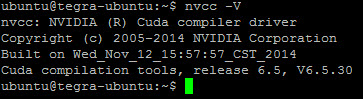 ubuntu@tegra-ubuntu:~$ nvcc -V
nvcc: NVIDIA (R) Cuda compiler driver
Copyright (c) 2005-2014 NVIDIA Corporation
Built on Wed_Nov_12_15:57:57_CST_2014
Cuda compilation tools, release 6.5, V6.5.30
ubuntu@tegra-ubuntu:~$